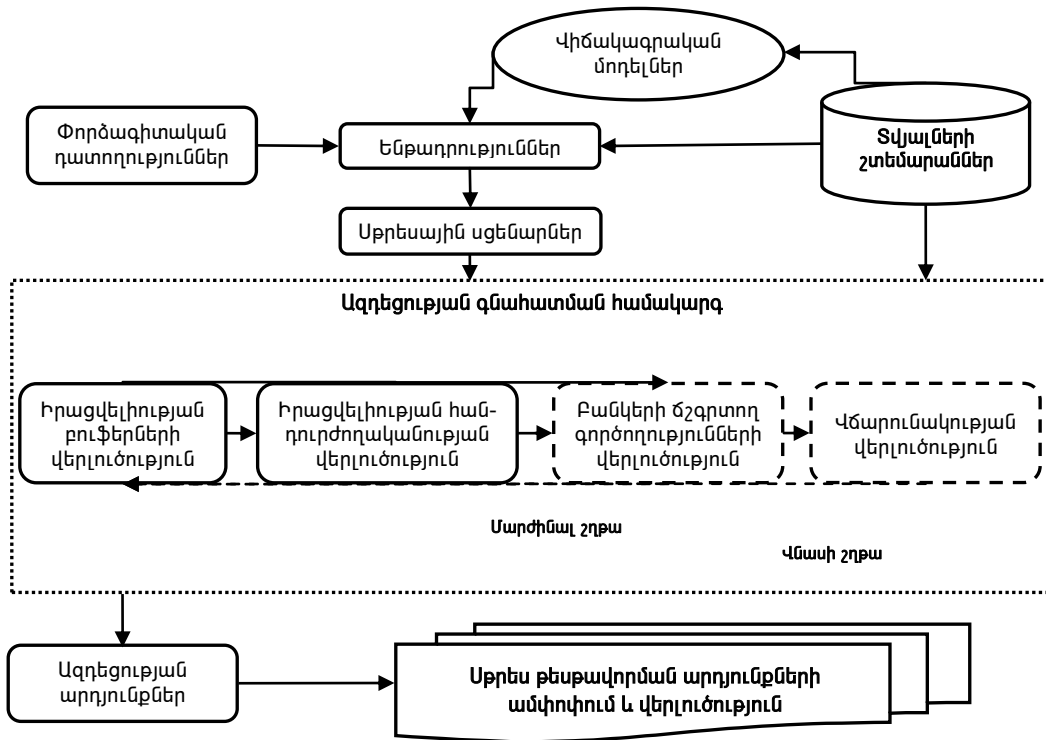 Վիճակագրական
մոդելներ
Փորձագիտական
դատողություններ
Ենթադրություններ
Տվյալների
շտեմարաններ
Սթրեսային սցենարներ
Ազդեցության գնահատման համակարգ
Իրացվելիության
բուֆերների
վերլուծություն
Իրացվելիության հան-
դուրժողականության
վերլուծություն
Բանկերի ճշգրտող
գործողությունների
վերլուծություն
Վճարունակության
վերլուծություն
Մարժինալ շղթա
Վնասի շղթա
Ազդեցության
արդյունքներ
Սթրես թեսթավորման արդյունքների
ամփոփում և վերլուծություն